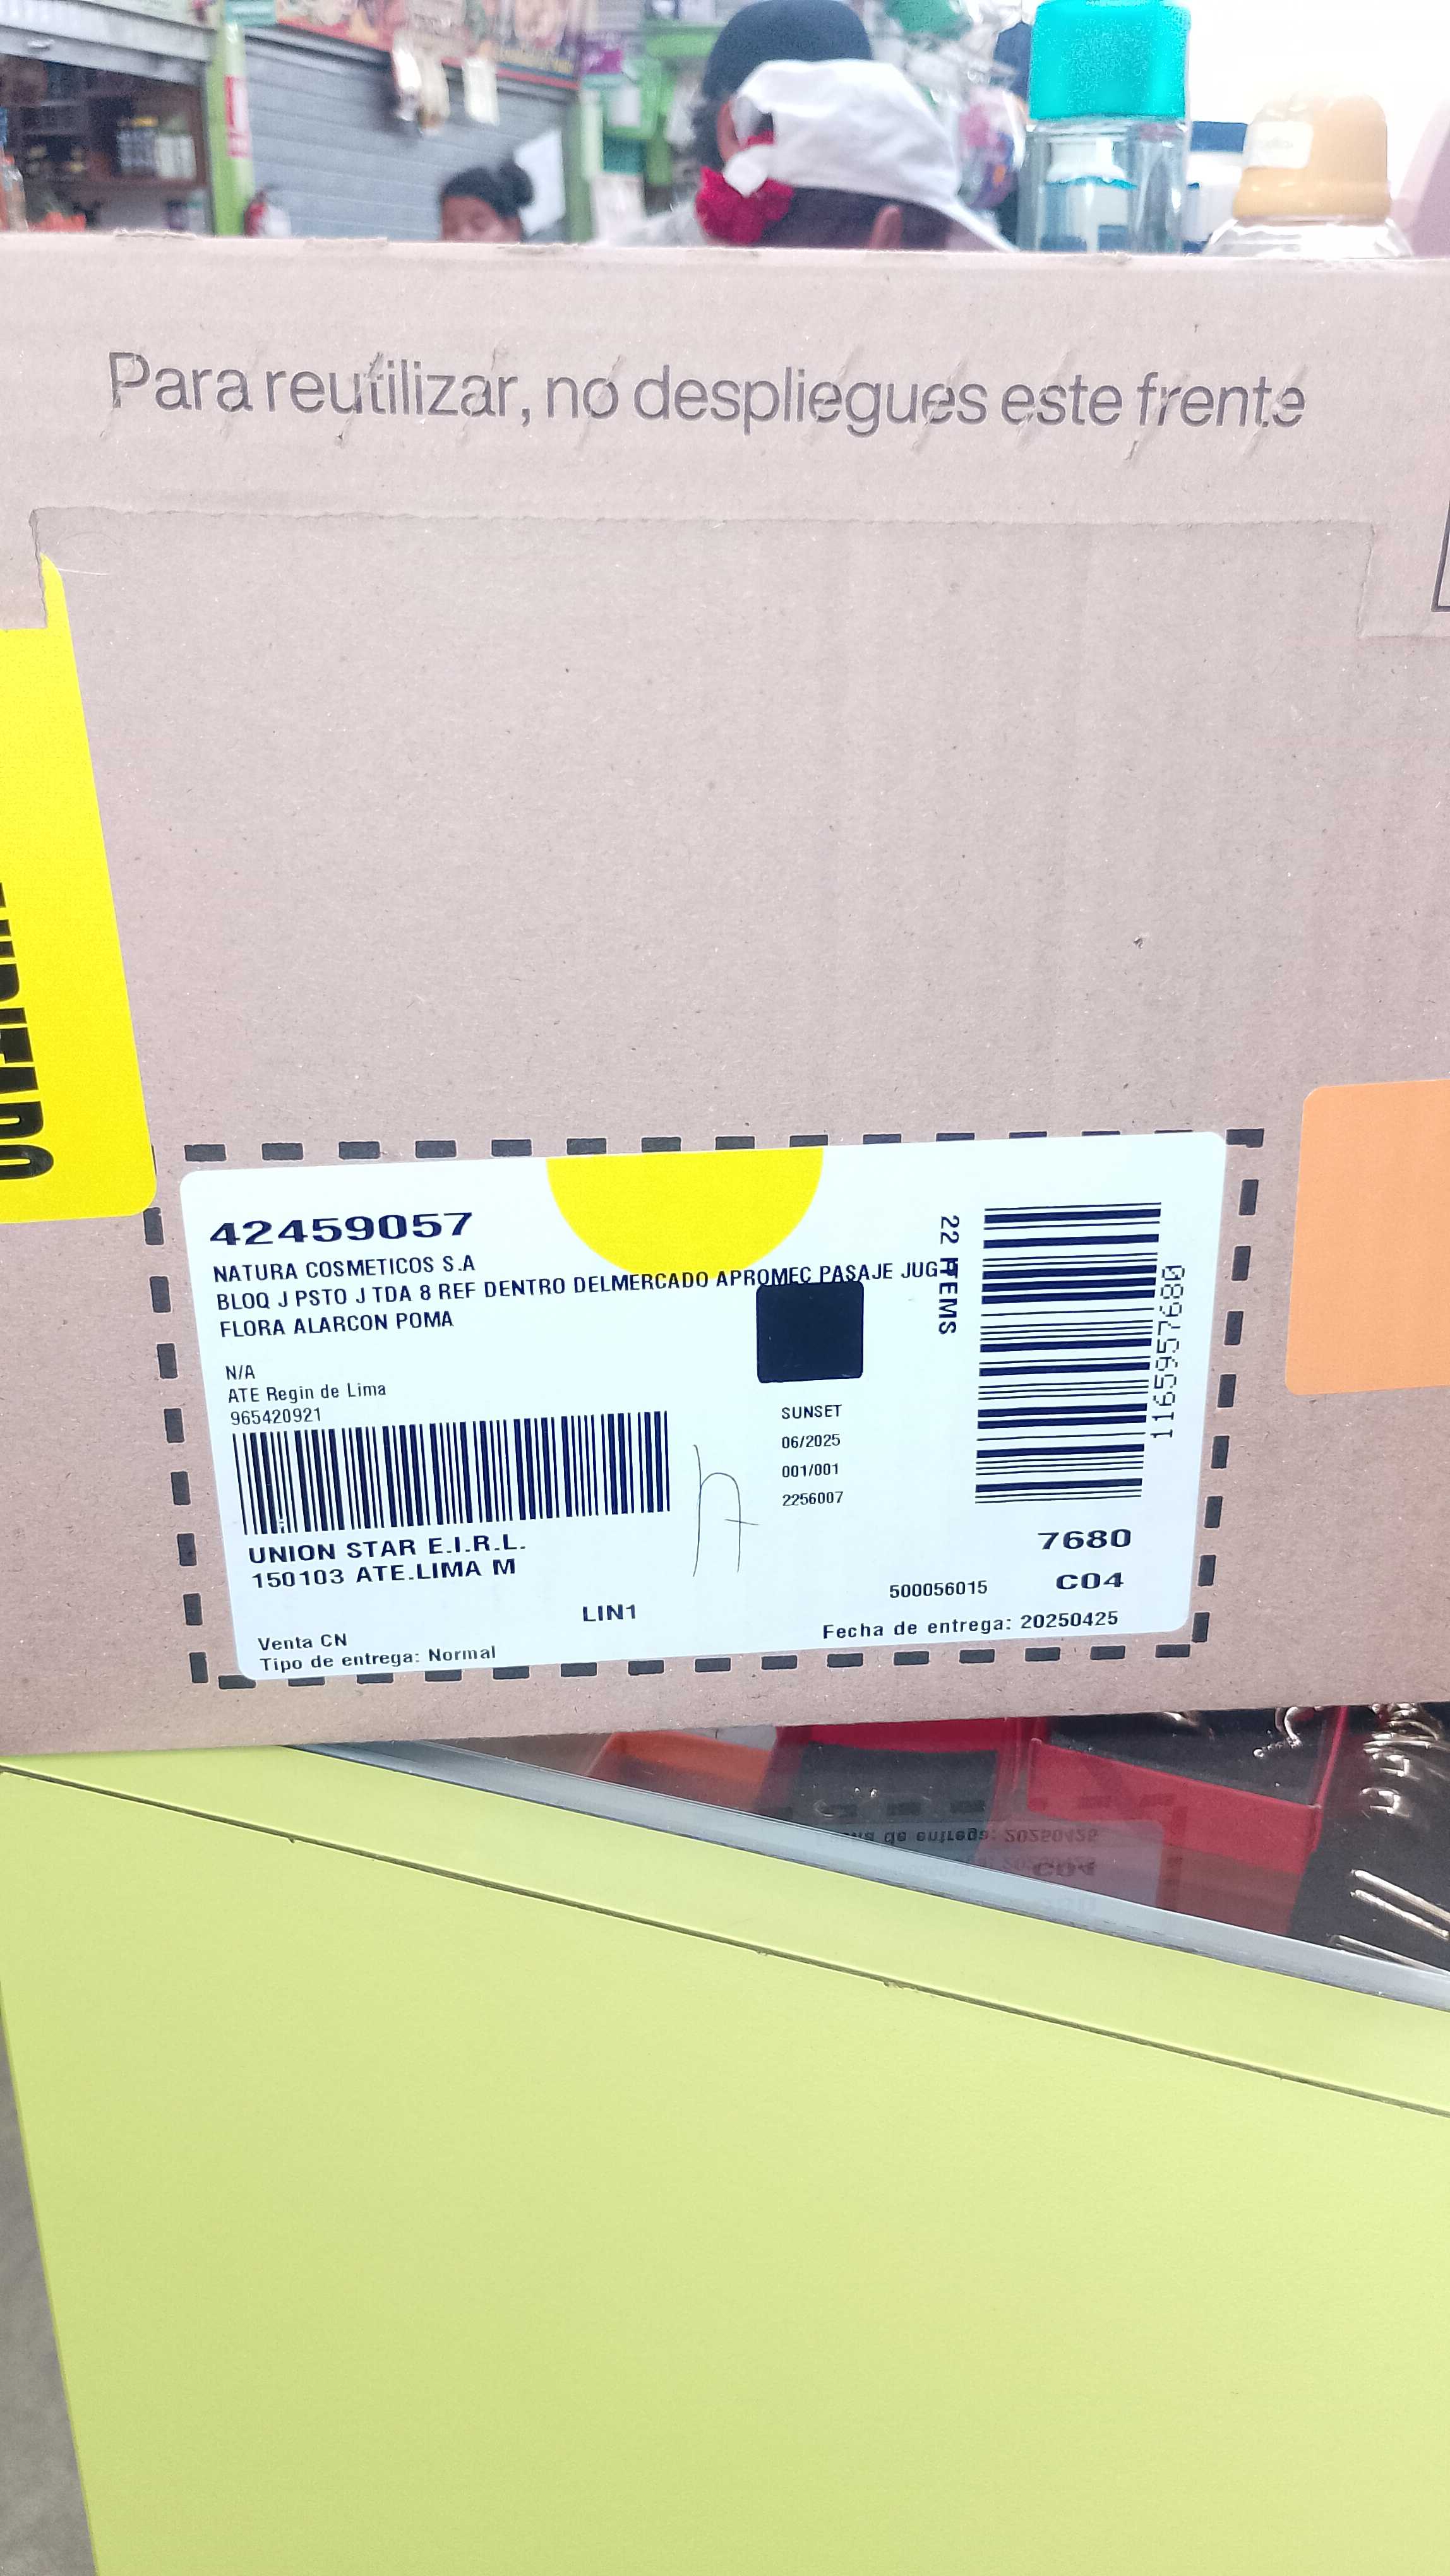 Para reutilizar, no despliegues este frente
42459057
NATURA COSMETICOS S.A
BLOQ J PSTO J TDA 8 REF DENTRO DELMERCADO APROMEC PASAJE JUG
FLORA ALARCON POMA
N/A
ATE Regin de Lima
965420921
UNION STAR E.I.R.L.
150103 ATE.LIMA M
LIN1
Venta CN
Tipo de entrega: Normal
SUNSET
06/2025
001/001
2256007
22 ITEMS
1165957680
7680
500056015 C04
Fecha de entrega: 20250425